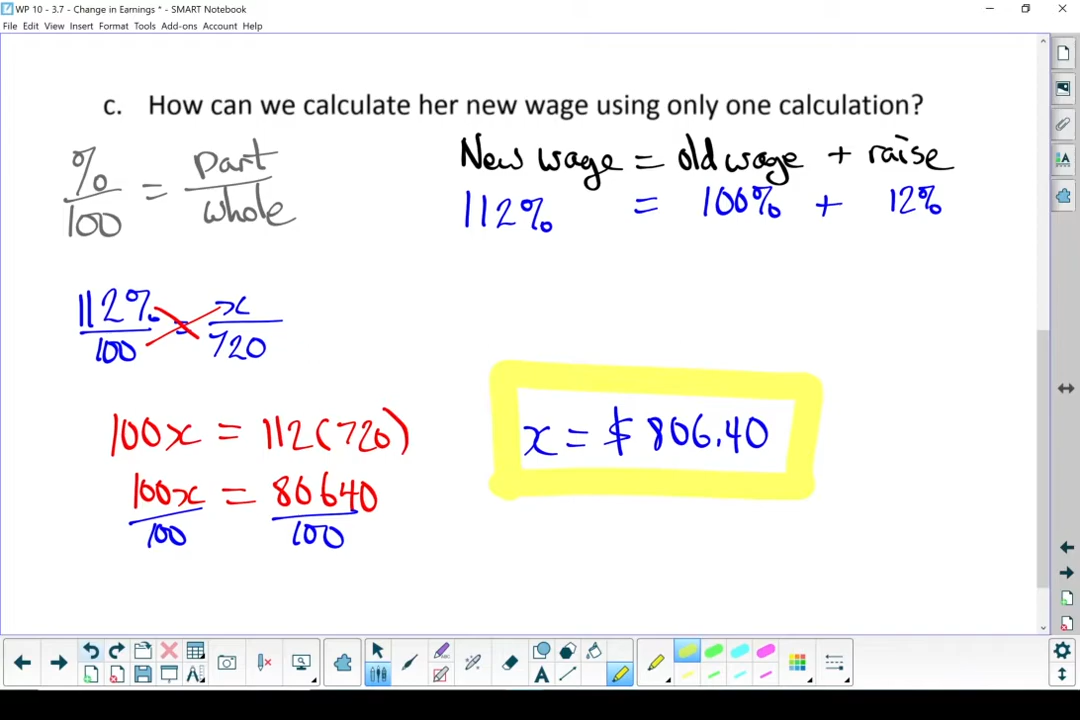 WP 10 - 3.7 - Change in Earnings * - SMART Notebook
File Edit View Insert Format Tools Add-ons Account Help
c. How can we calculate her new wage using only one calculation?
%/100 = part/whole
New wage = old wage + raise
112% = 100% + 12%
112%/100 = x/720
100x = 112(720)
100x/100 = 80640/100
x = $806.40